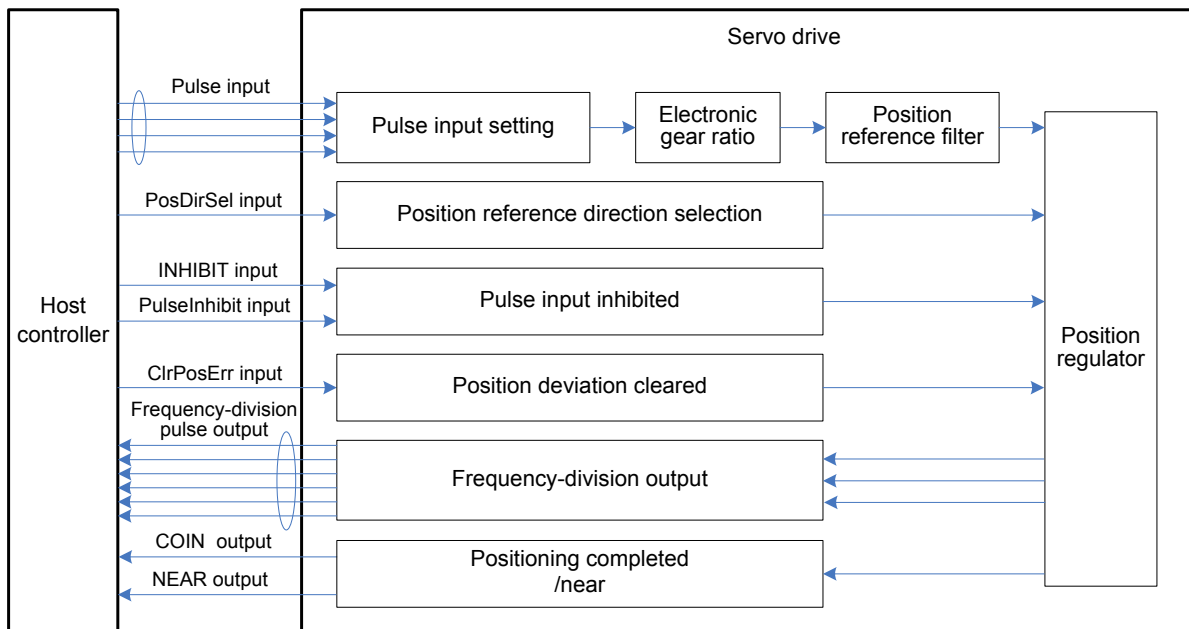 Servo drive
Pulse input
Pulse input setting
Electronic
gear ratio
Position
reference filter
PosDirSel input
Position reference direction selection
INHIBIT input
PulseInhibit input
Pulse input inhibited
Host
controller
Position
regulator
ClrPosErr input
Position deviation cleared
Frequency-division
pulse output
Frequency-division output
COIN output
NEAR output
Positioning completed
/near